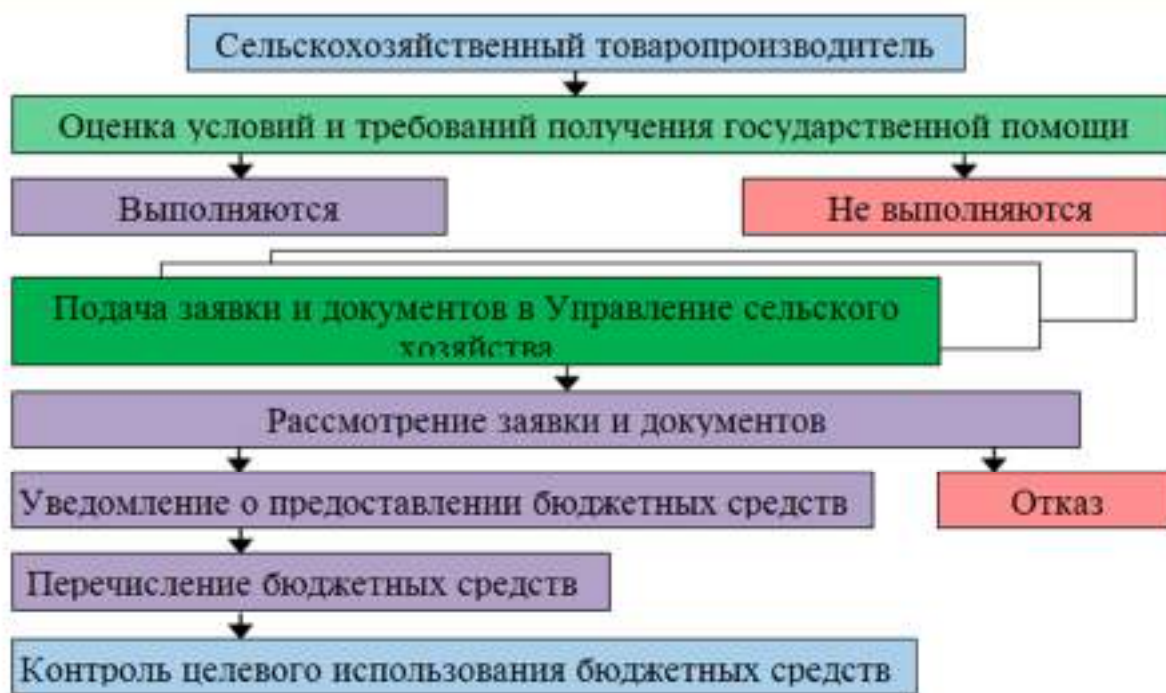 Сельскохозяйственный товаропроизводитель
Оценка условий и требований получения государственной помощи
Выполняются
Не выполняются
Подача заявки и документов в Управление сельского
хозяйства
Рассмотрение заявки и документов
Уведомление о предоставлении бюджетных средств
Отказ
Перечисление бюджетных средств
Контроль целевого использования бюджетных средств